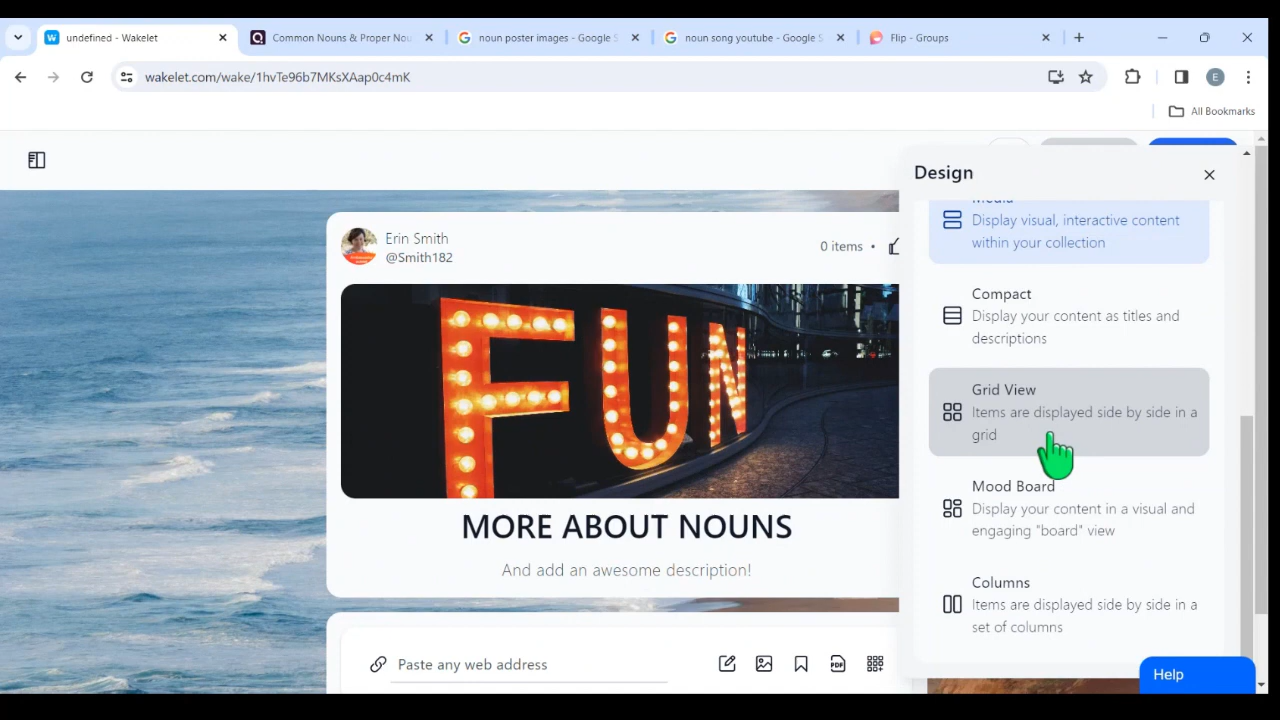 undefined - Wakelet
Common Nouns & Proper Nou
noun poster images - Google S
noun song youtube - Google S
Flip - Groups
wakelet.com/wake/1hvTe96b7MKsXAap0c4mK
E
All Bookmarks
Design
Media
Display visual, interactive content
within your collection
Erin Smith
@Smith182
0 items •
FUN
MORE ABOUT NOUNS
And add an awesome description!
Paste any web address
PDF
Compact
Display your content as titles and
descriptions
Grid View
Items are displayed side by side in a
grid
Mood Board
Display your content in a visual and
engaging "board" view
Columns
Items are displayed side by side in a
set of columns
Help